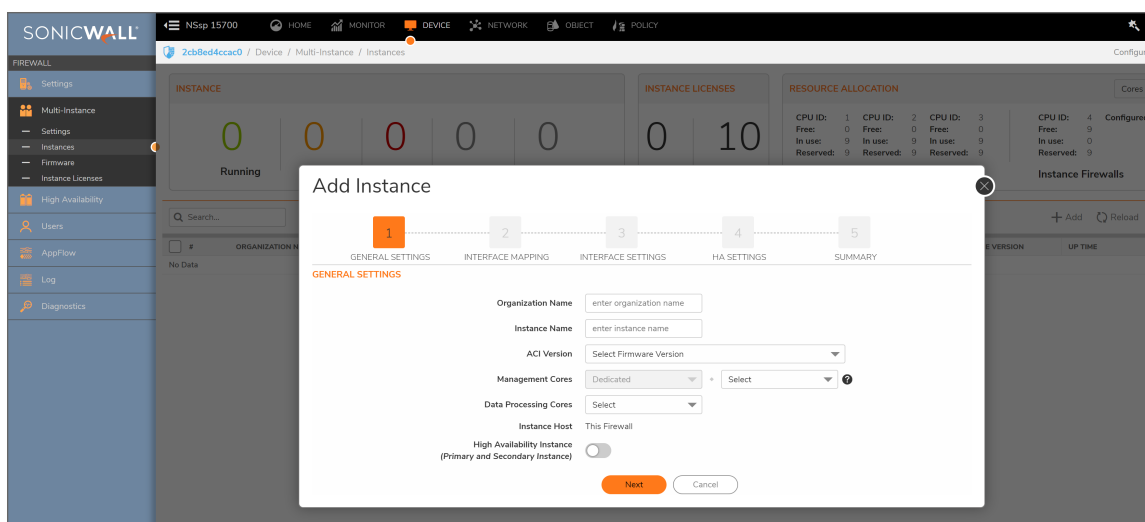 SONICWALL
NSsp 15700 HOME MONITOR DEVICE NETWORK OBJECT POLICY
2cb8ed4ccac0 / Device / Multi-Instance / Instances
FIREWALL
Settings
Multi-Instance
Settings
Instances
Firmware
Instance Licenses
High Availability
Users
AppFlow
Log
Diagnostics
INSTANCE
0 0 0 0 0
Running
INSTANCE LICENSES
0 10
RESOURCE ALLOCATION
Cores
CPU ID: 1 CPU ID: 2 CPU ID: 3 CPU ID: 4
Free: 0 Free: 0 Free: 0 Free: 9
In use: 9 In use: 9 In use: 9 In use: 0
Reserved: 9 Reserved: 9 Reserved: 9 Reserved: 9
Instance Firewalls
Search...
Add Reload
# ORGANIZATION VERSION UP TIME
No Data
Add Instance
1 2 3 4 5
GENERAL SETTINGS INTERFACE MAPPING INTERFACE SETTINGS HA SETTINGS SUMMARY
GENERAL SETTINGS
Organization Name enter organization name
Instance Name enter instance name
ACI Version Select Firmware Version
Management Cores Dedicated + Select ?
Data Processing Cores Select
Instance Host This Firewall
High Availability Instance
(Primary and Secondary Instance)
Next Cancel